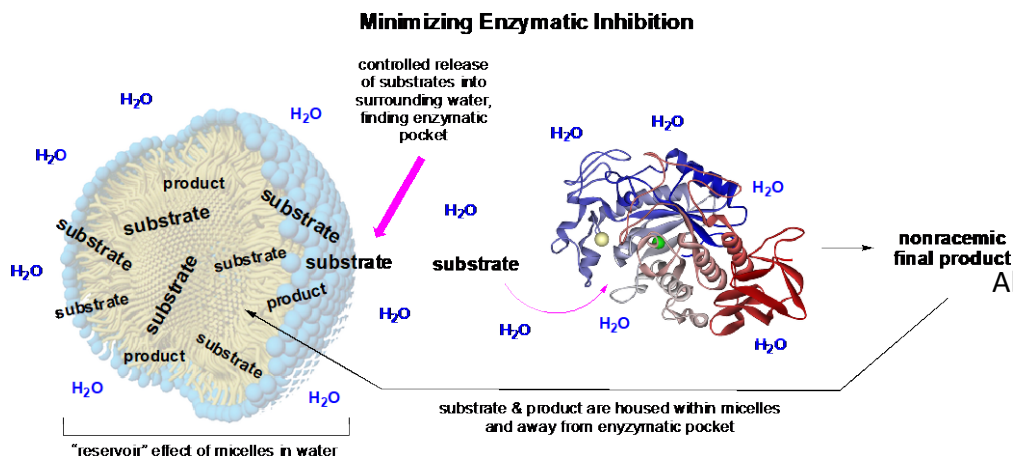 Minimizing Enzymatic Inhibition
controlled release
of substrates into
surrounding water,
finding enzymatic
pocket
H₂O
H₂O
H₂O
H₂O
H₂O
H₂O
product
substrate
substrate
substrate
substrate
substrate
substrate
product
substrate
product
substrate
H₂O
H₂O
substrate
substrate
H₂O
H₂O
H₂O
H₂O
H₂O
H₂O
H₂O
nonracemic
final product
Al
substrate & product are housed within micelles
and away from enyzymatic pocket
"reservoir" effect of micelles in water